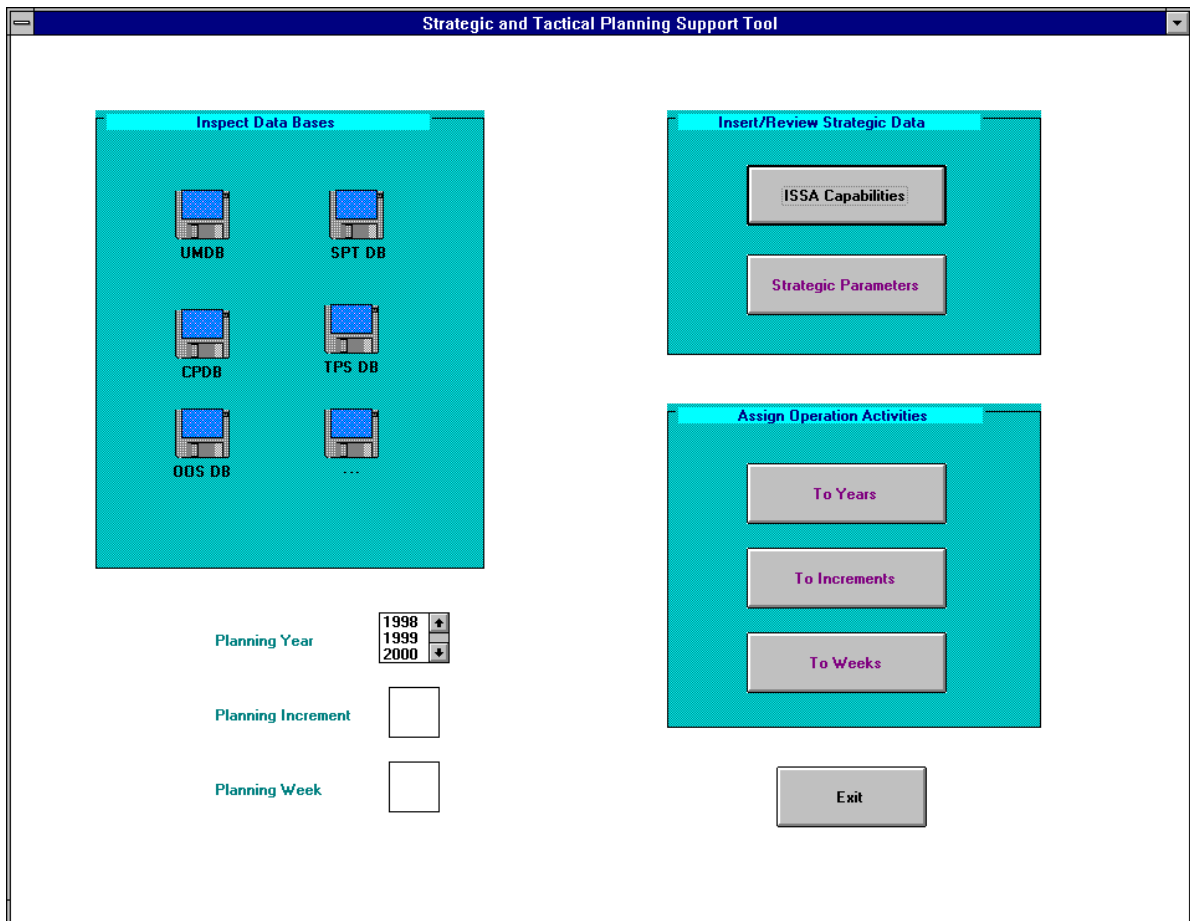 Strategic and Tactical Planning Support Tool
Inspect Data Bases
UMDB
SPT DB
CPDB
TPS DB
OOS DB
...
Planning Year
1998
1999
2000
Planning Increment
Planning Week
Insert/Review Strategic Data
ISSA Capabilities
Strategic Parameters
Assign Operation Activities
To Years
To Increments
To Weeks
Exit